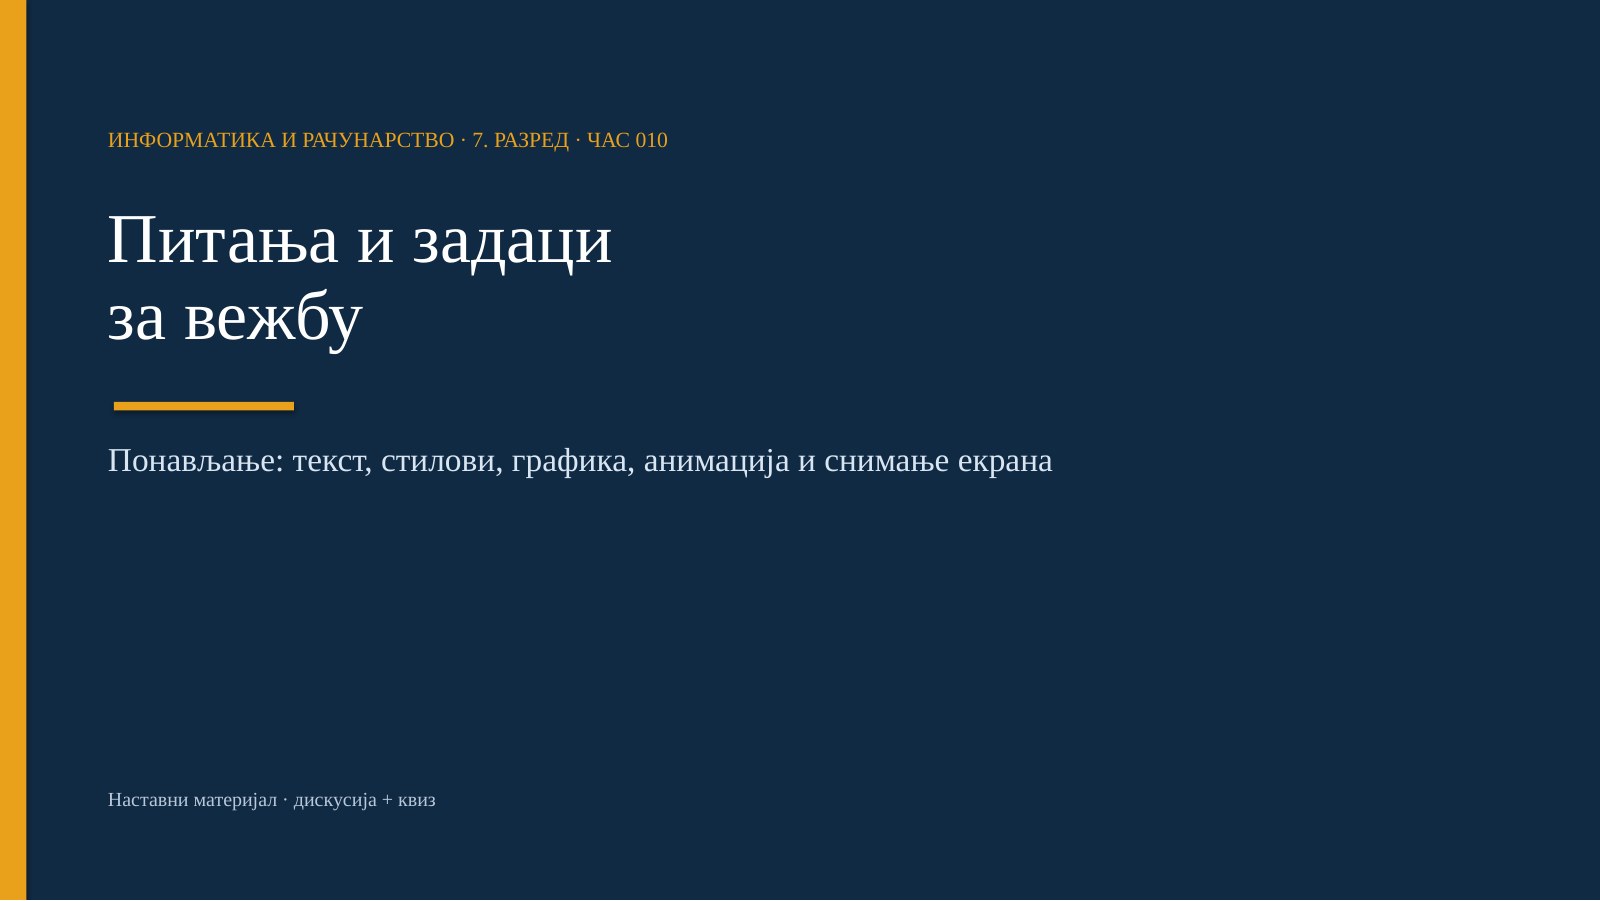 ИНФОРМАТИКА И РАЧУНАРСТВО · 7. РАЗРЕД · ЧАС 010
Питања и задаци
за вежбу
Понављање: текст, стилови, графика, анимација и снимање екрана
Наставни материјал · дискусија + квиз